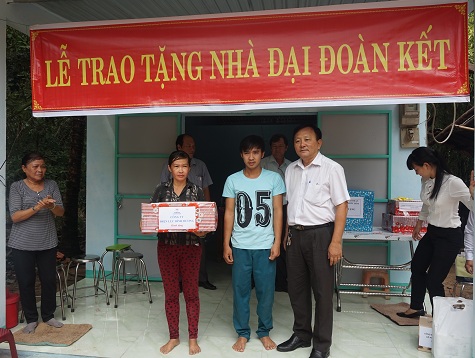 LỄ TRAO TẶNG NHÀ ĐẠI ĐOÀN KẾT
05